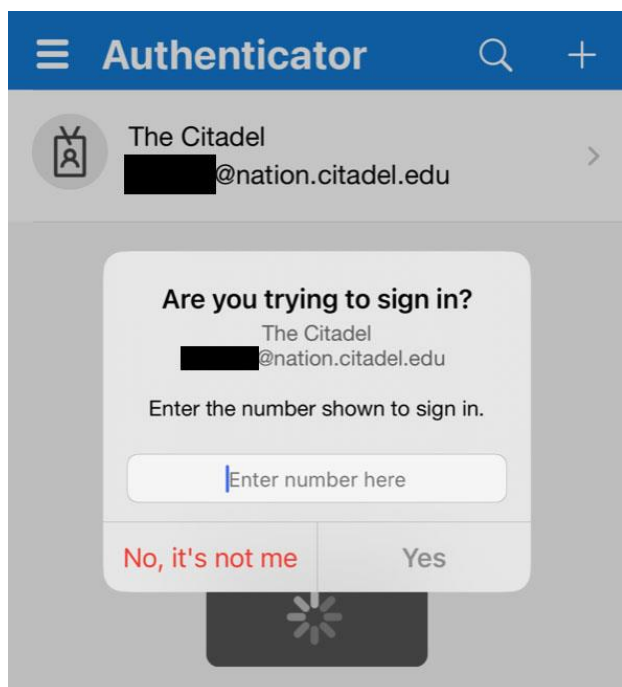 Authenticator
The Citadel
@nation.citadel.edu
Are you trying to sign in?
The Citadel
@nation.citadel.edu
Enter the number shown to sign in.
Enter number here
No, it's not me
Yes